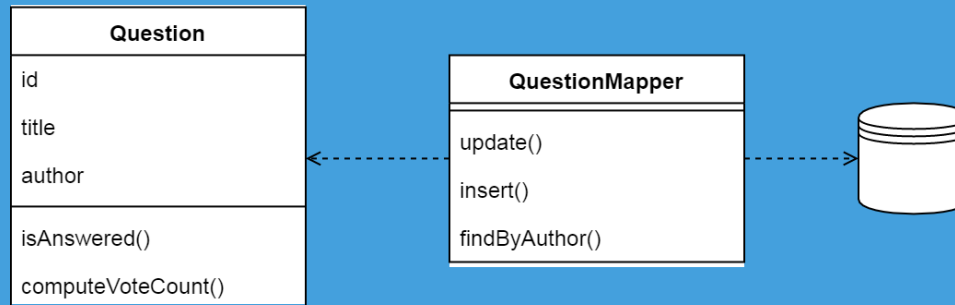 Question
id
title
author
isAnswered()
computeVoteCount()
QuestionMapper
update()
insert()
findByAuthor()